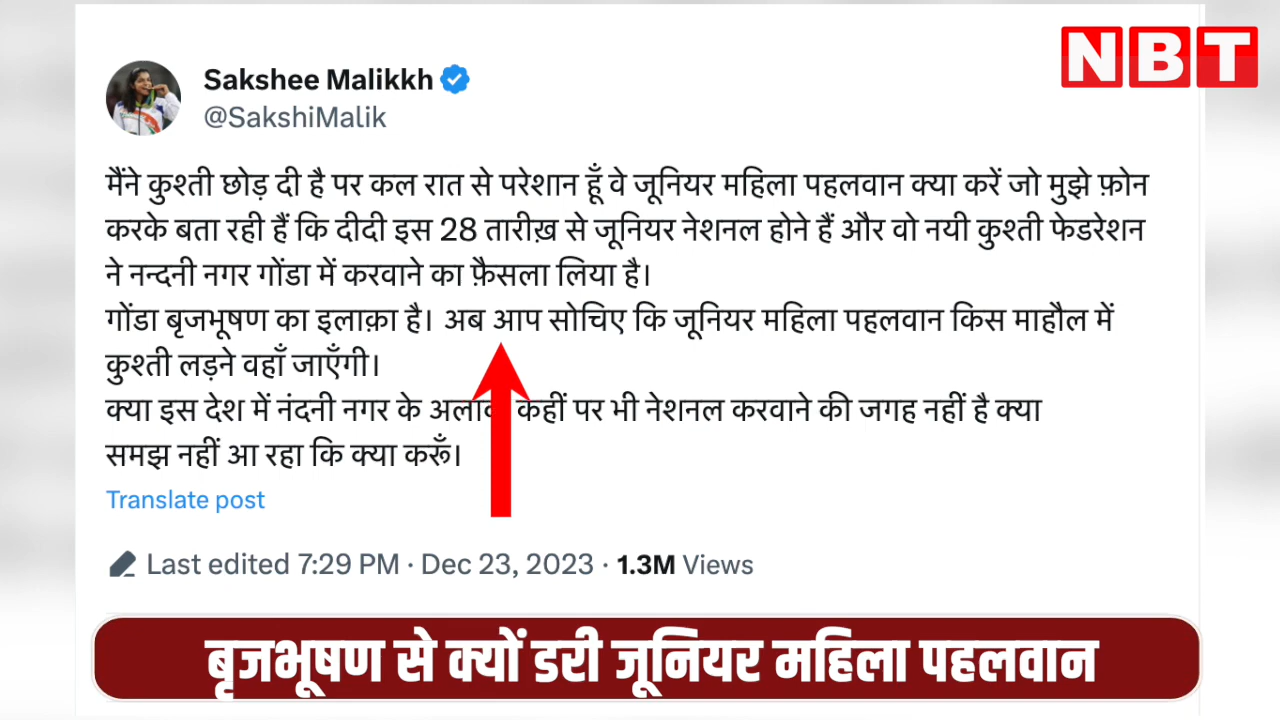 NBT
Sakshee Malikkh
@SakshiMalik
मैंने कुश्ती छोड़ दी है पर कल रात से परेशान हूँ वे जूनियर महिला पहलवान क्या करें जो मुझे फ़ोन
करके बता रही हैं कि दीदी इस 28 तारीख़ से जूनियर नेशनल होने हैं और वो नयी कुश्ती फेडरेशन
ने नन्दनी नगर गोंडा में करवाने का फ़ैसला लिया है।
गोंडा बृजभूषण का इलाक़ा है। अब आप सोचिए कि जूनियर महिला पहलवान किस माहौल में
कुश्ती लड़ने वहाँ जाएँगी।
क्या इस देश में नंदनी नगर के कहीं पर भी नेशनल करवाने की जगह नहीं है क्या
समझ नहीं आ रहा कि क्या करूँ।
Translate post
Last edited 7:29 PM · Dec 23, 2023 · 1.3M Views
बृजभूषण से क्यों डरी जूनियर महिला पहलवान